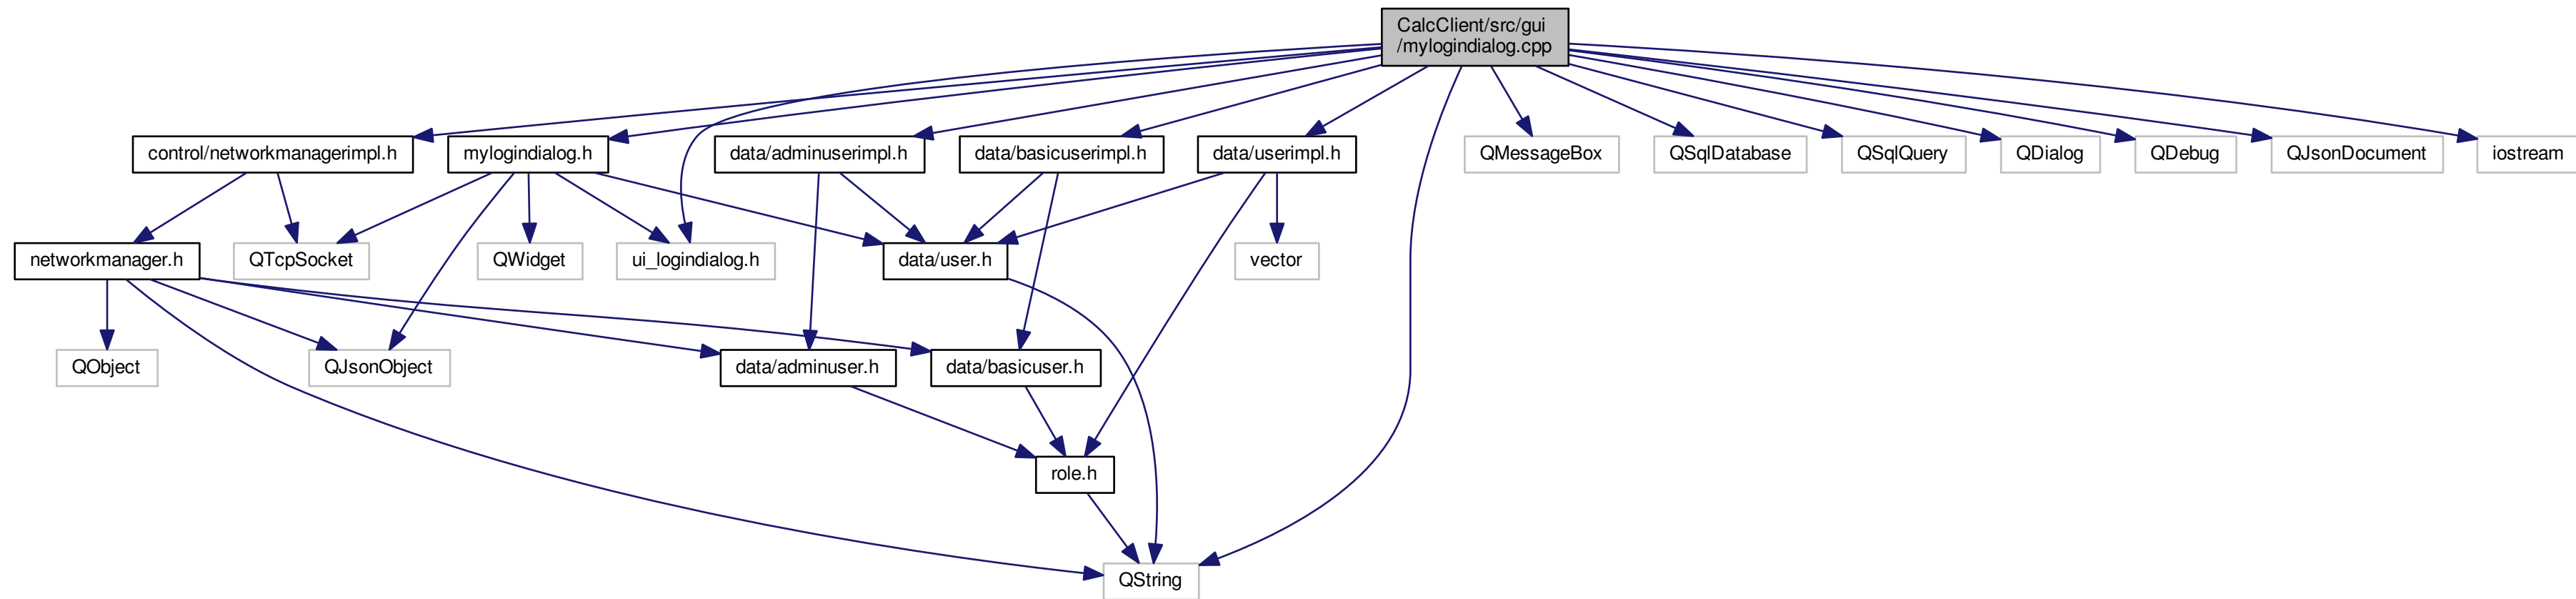 CalcClient/src/gui
/mylogindialog.cpp
control/networkmanagerimpl.h
mylogindialog.h
data/adminuserimpl.h
data/basicuserimpl.h
data/userimpl.h
QMessageBox
QSqlDatabase
QSqlQuery
QDialog
QDebug
QJsonDocument
iostream
networkmanager.h
QTcpSocket
QWidget
ui_logindialog.h
data/user.h
vector
QObject
QJsonObject
data/adminuser.h
data/basicuser.h
role.h
QString